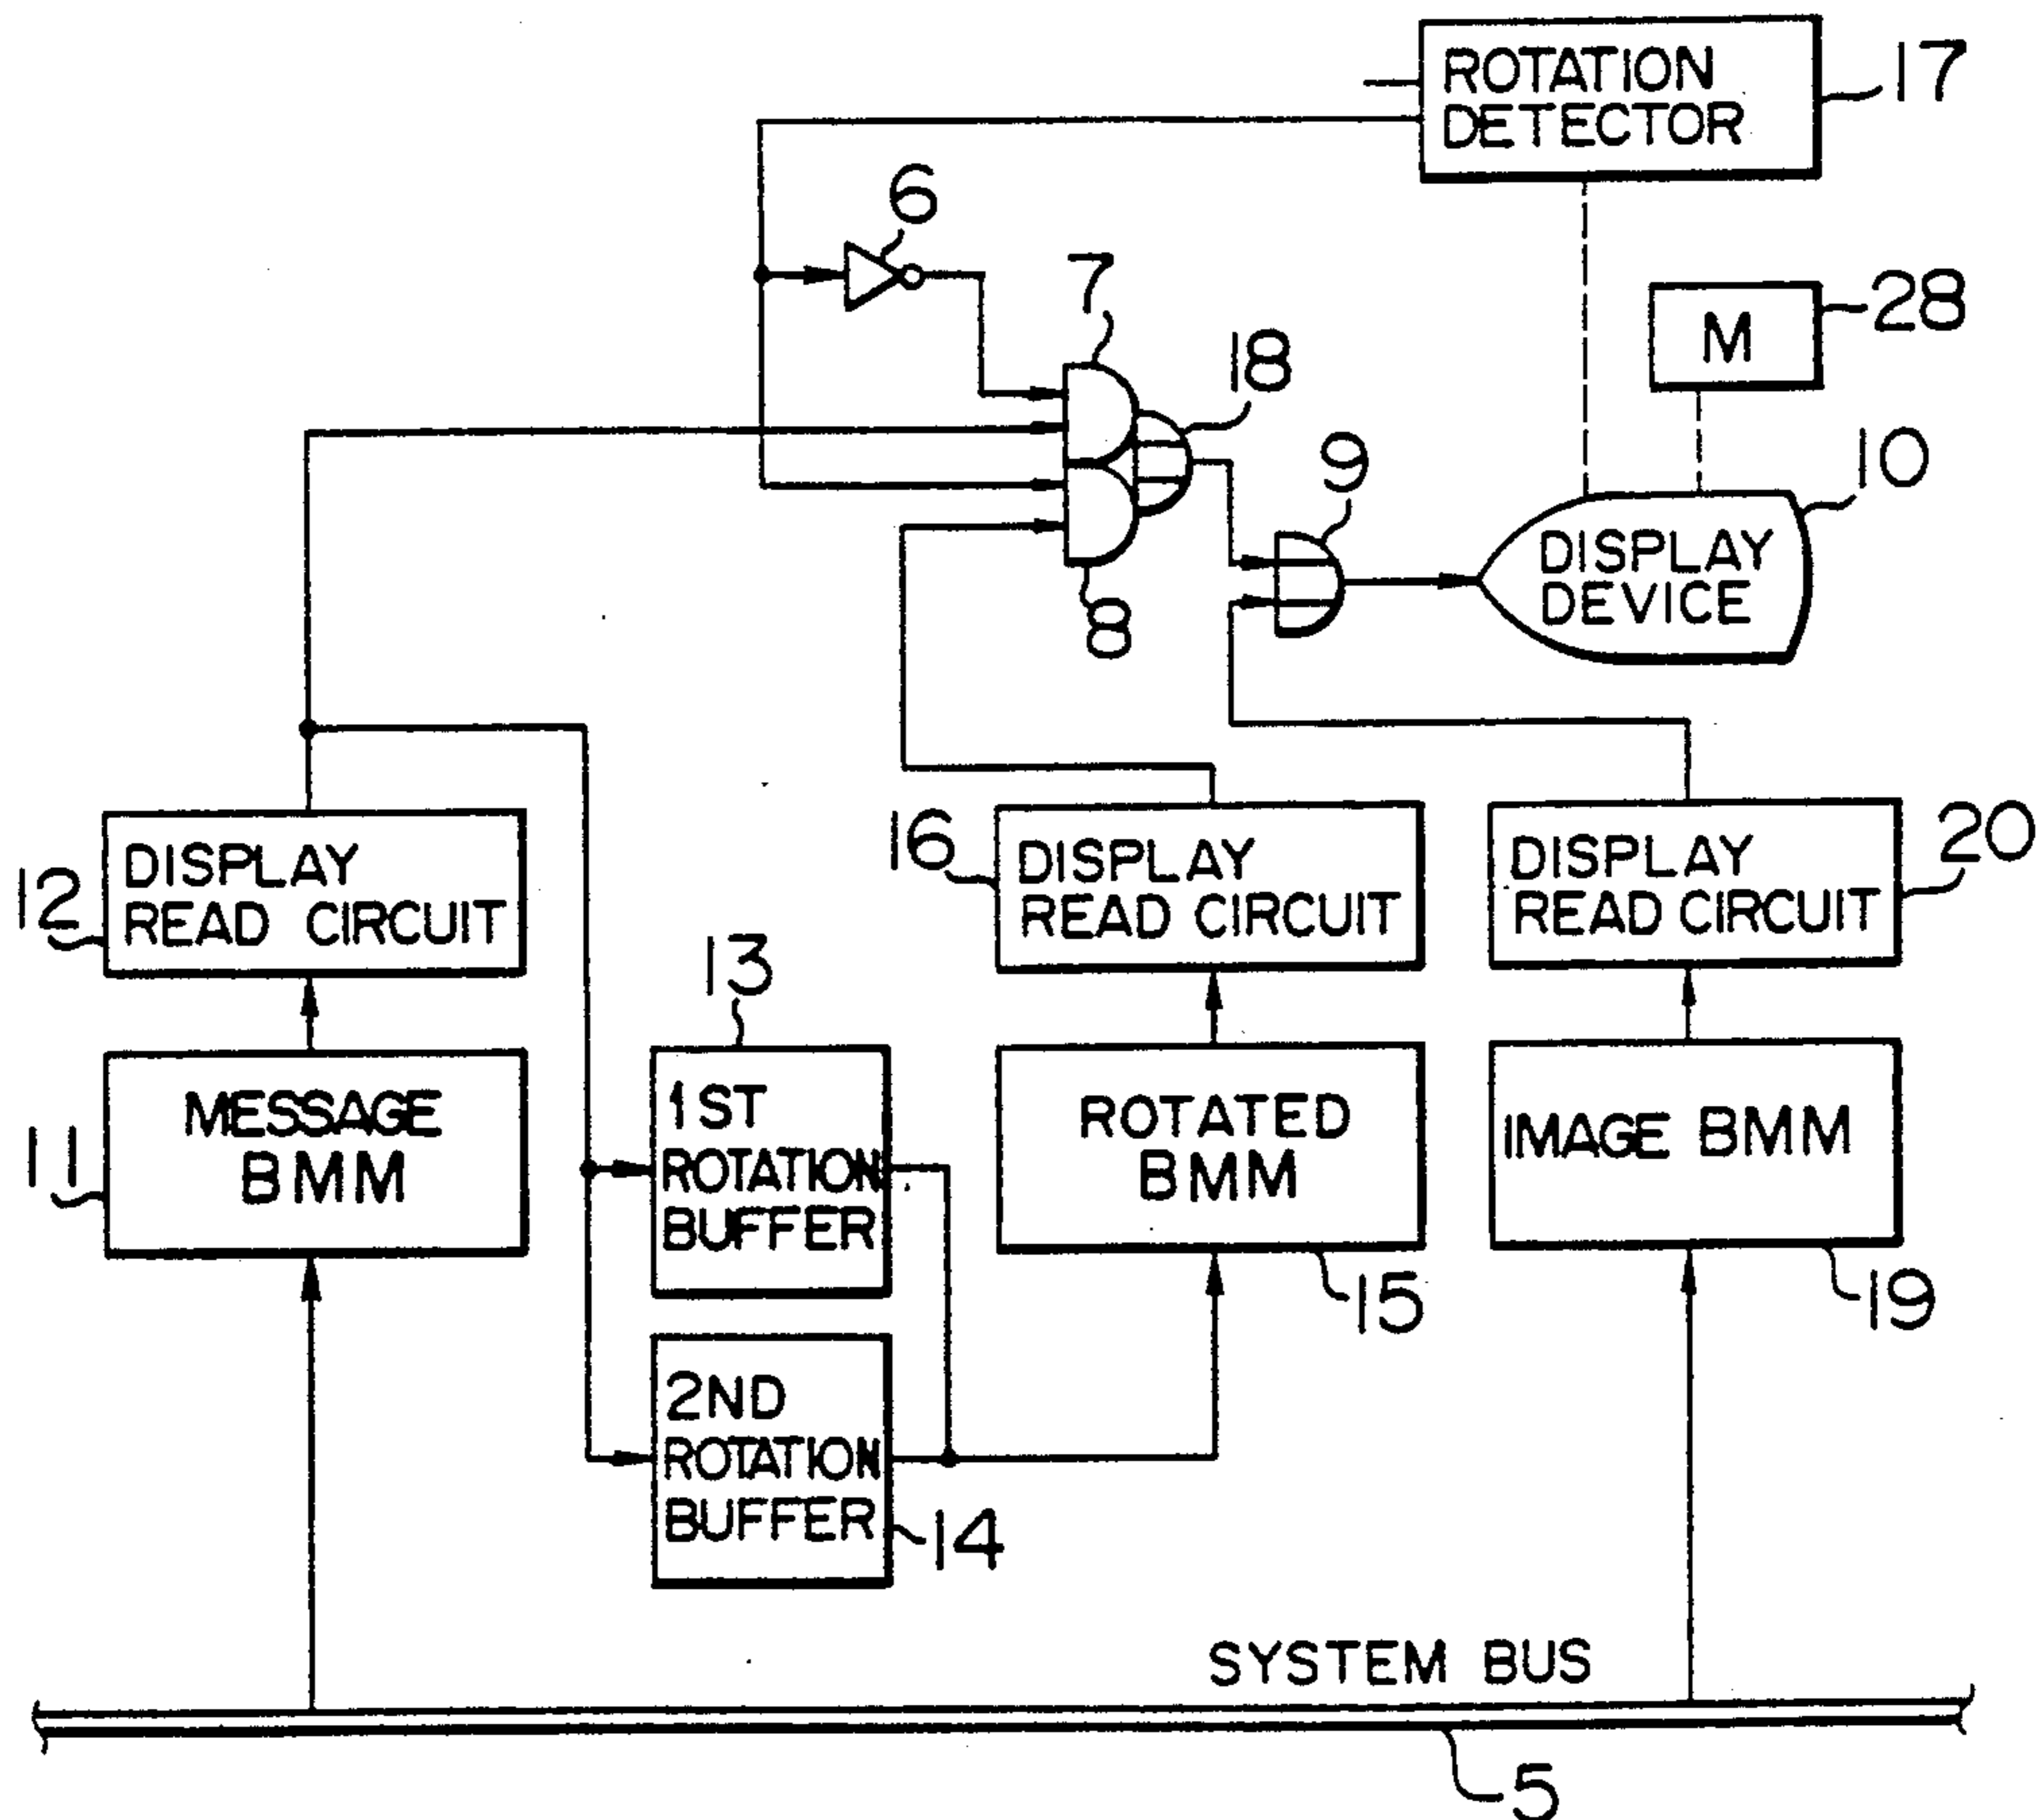 ROTATION
DETECTOR
17
6
7
M
28
18
9
10
DISPLAY
DEVICE
8
12
DISPLAY
READ CIRCUIT
16
DISPLAY
READ CIRCUIT
DISPLAY
READ CIRCUIT
20
13
11
MESSAGE
BMM
1ST
ROTATION
BUFFER
ROTATED
BMM
15
IMAGE BMM
19
2ND
ROTATION
BUFFER
14
SYSTEM BUS
5